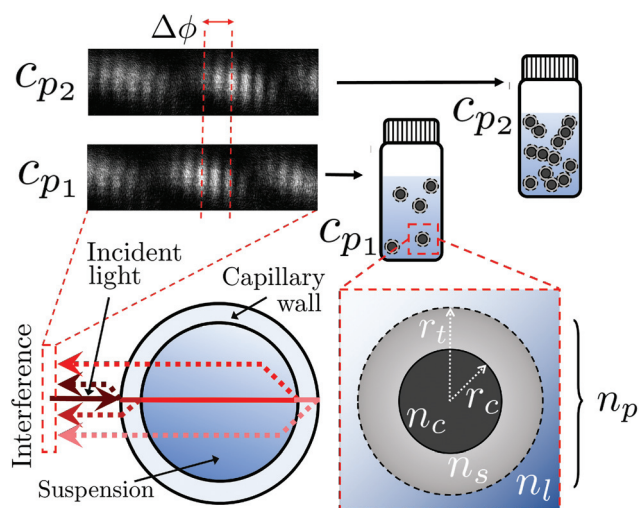 Δϕ
c_{p_2}
c_{p_1}
c_{p_2}
c_{p_1}
Incident
light
Capillary
wall
Interference
Suspension
r_t
r_c
n_c
n_s
n_l
n_p